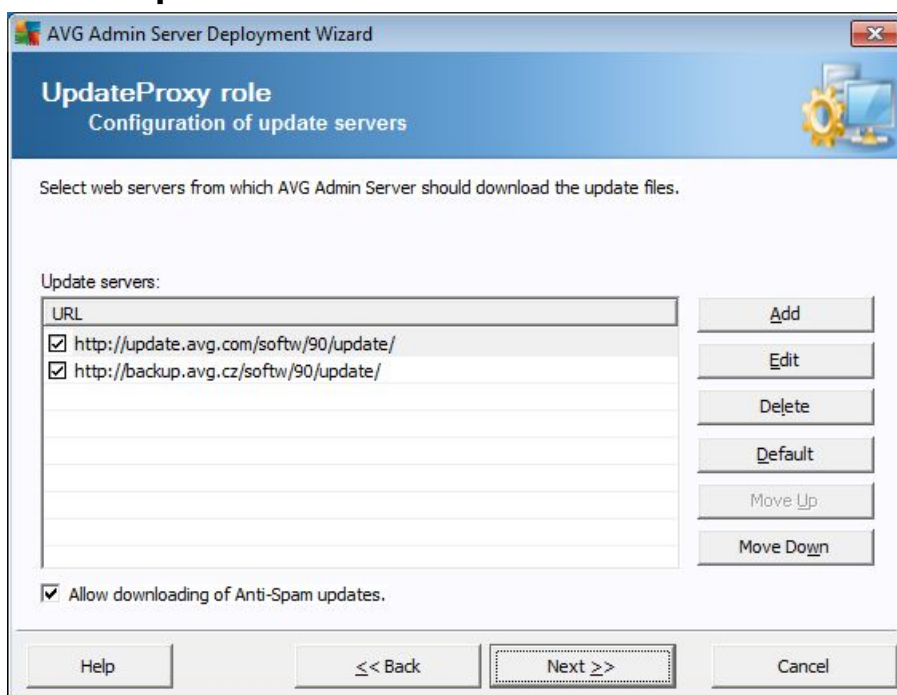 AVG Admin Server Deployment Wizard
UpdateProxy role
Configuration of update servers
Select web servers from which AVG Admin Server should download the update files.
Update servers:
URL
http://update.avg.com/softw/90/update/
http://backup.avg.cz/softw/90/update/
Add
Edit
Delete
Default
Move Up
Move Down
Allow downloading of Anti-Spam updates.
Help
<< Back
Next >>
Cancel